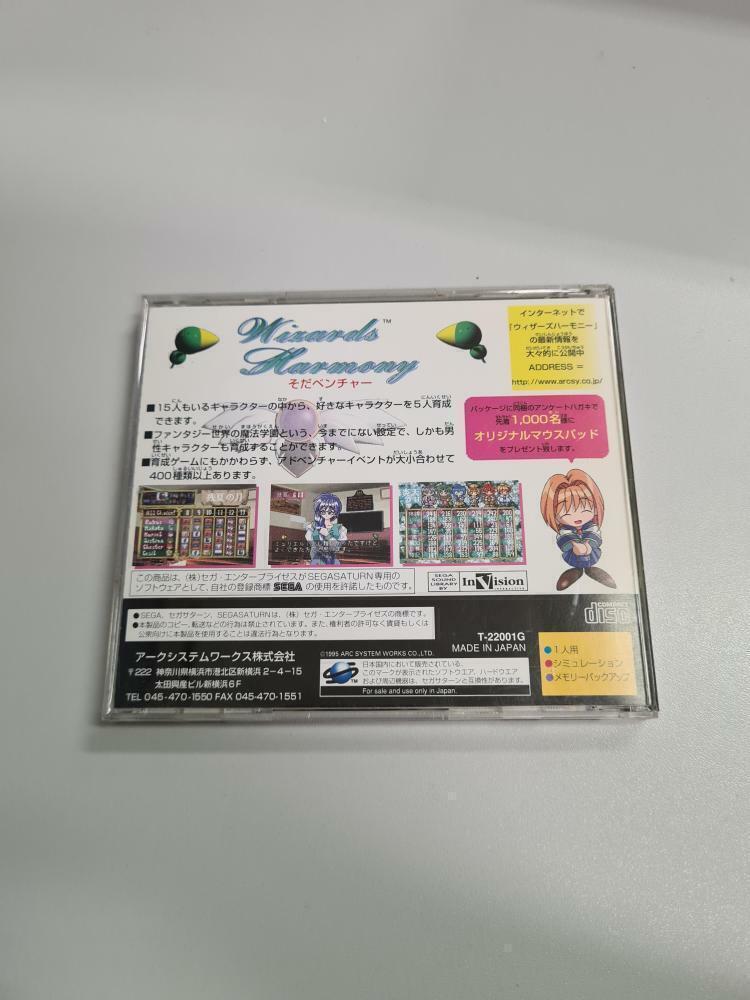 Wizards Harmony ™
そだベンチャー
インターネットで
「ウィザーズハーモニー」
の最新情報を
大々的に公開中
ADDRESS =
http://www.arcsy.co.jp/
■15人もいるキャラクターの中から、好きなキャラクターを5人育成
できます。
■ファンタジー世界の魔法学園という、今までにない設定で、しかも男
性キャラクターも育成することができます。
■育成ゲームにもかかわらず、アドベンチャーイベントが大小合わせて
400種類以上あります。
パッケージに同梱のアンケートハガキで
先着1,000名様に
オリジナルマウスパッド
をプレゼント致します。
この商品は、(株)セガ・エンタープライゼスがSEGASATURN専用の
ソフトウェアとして、自社の登録商標 SEGA の使用を許諾したものです。
SEGA
SOUND
LIBRARY
BY
InVision
Interactive
COMPACT
disc
●SEGA、セガサターン、SEGASATURNは、(株)セガ・エンタープライゼスの商標です。
●本製品のコピー、転送などの行為は禁止されています。また、権利者の許可なく賃貸もしくは
公衆向けに本製品を使用することは違法行為となります。
T-22001G
MADE IN JAPAN
アークシステムワークス株式会社
〒222 神奈川県横浜市港北区新横浜2-4-15
太田興産ビル新横浜6F
TEL 045-470-1550 FAX 045-470-1551
©1995 ARC SYSTEM WORKS CO.,LTD.
日本国内において販売されている、
このマークが表示されたソフトウエア、ハードウエア
および周辺機器は、セガサターンと互換性があります。
For sale and use only in Japan.
●1人用
●シミュレーション
●メモリーバックアップ